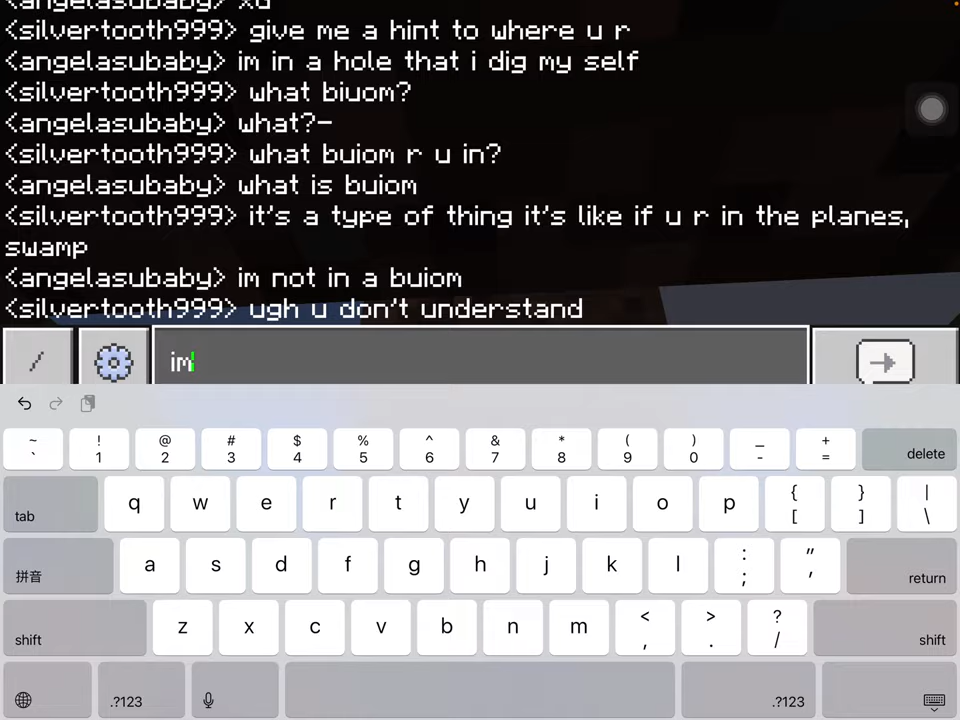 <angelasubaby> xd
<silvertooth999> give me a hint to where u r
<angelasubaby> im in a hole that i dig my self
<silvertooth999> what biuom?
<angelasubaby> what?-
<silvertooth999> what buiom r u in?
<angelasubaby> what is buiom
<silvertooth999> it's a type of thing it's like if u r in the planes,
swamp
<angelasubaby> im not in a buiom
<silvertooth999> ugh u don't understand
/ im
~ ! @ # $ % ^ & * ( ) _ +
` 1 2 3 4 5 6 7 8 9 0 - = delete
tab q w e r t y u i o p { [ } ] | \
拼音 a s d f g h j k l : ; " ' return
shift z x c v b n m < , > . ? / shift
.?123 .?123